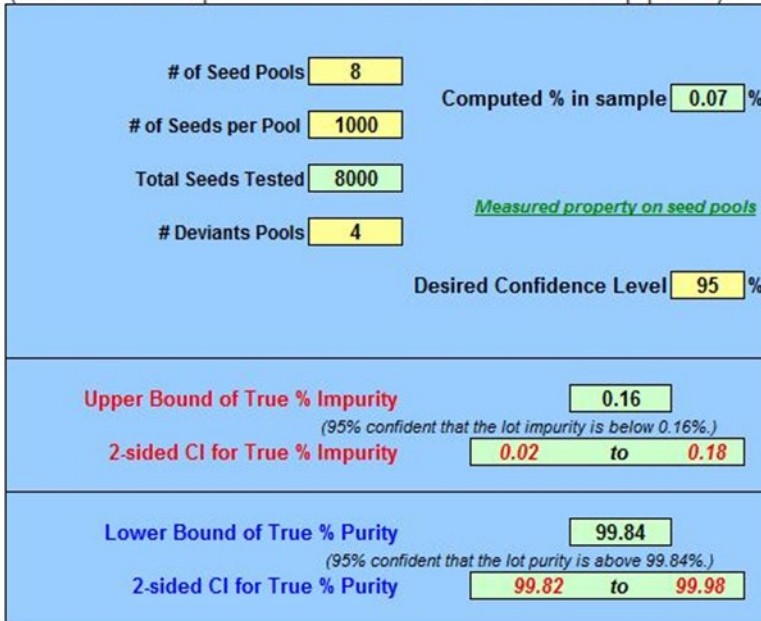 # of Seed Pools 8
Computed % in sample 0.07 %
# of Seeds per Pool 1000
Total Seeds Tested 8000
Measured property on seed pools
# Deviants Pools 4
Desired Confidence Level 95 %
Upper Bound of True % Impurity 0.16
(95% confident that the lot impurity is below 0.16%.)
2-sided CI for True % Impurity 0.02 to 0.18
Lower Bound of True % Purity 99.84
(95% confident that the lot purity is above 99.84%.)
2-sided CI for True % Purity 99.82 to 99.98